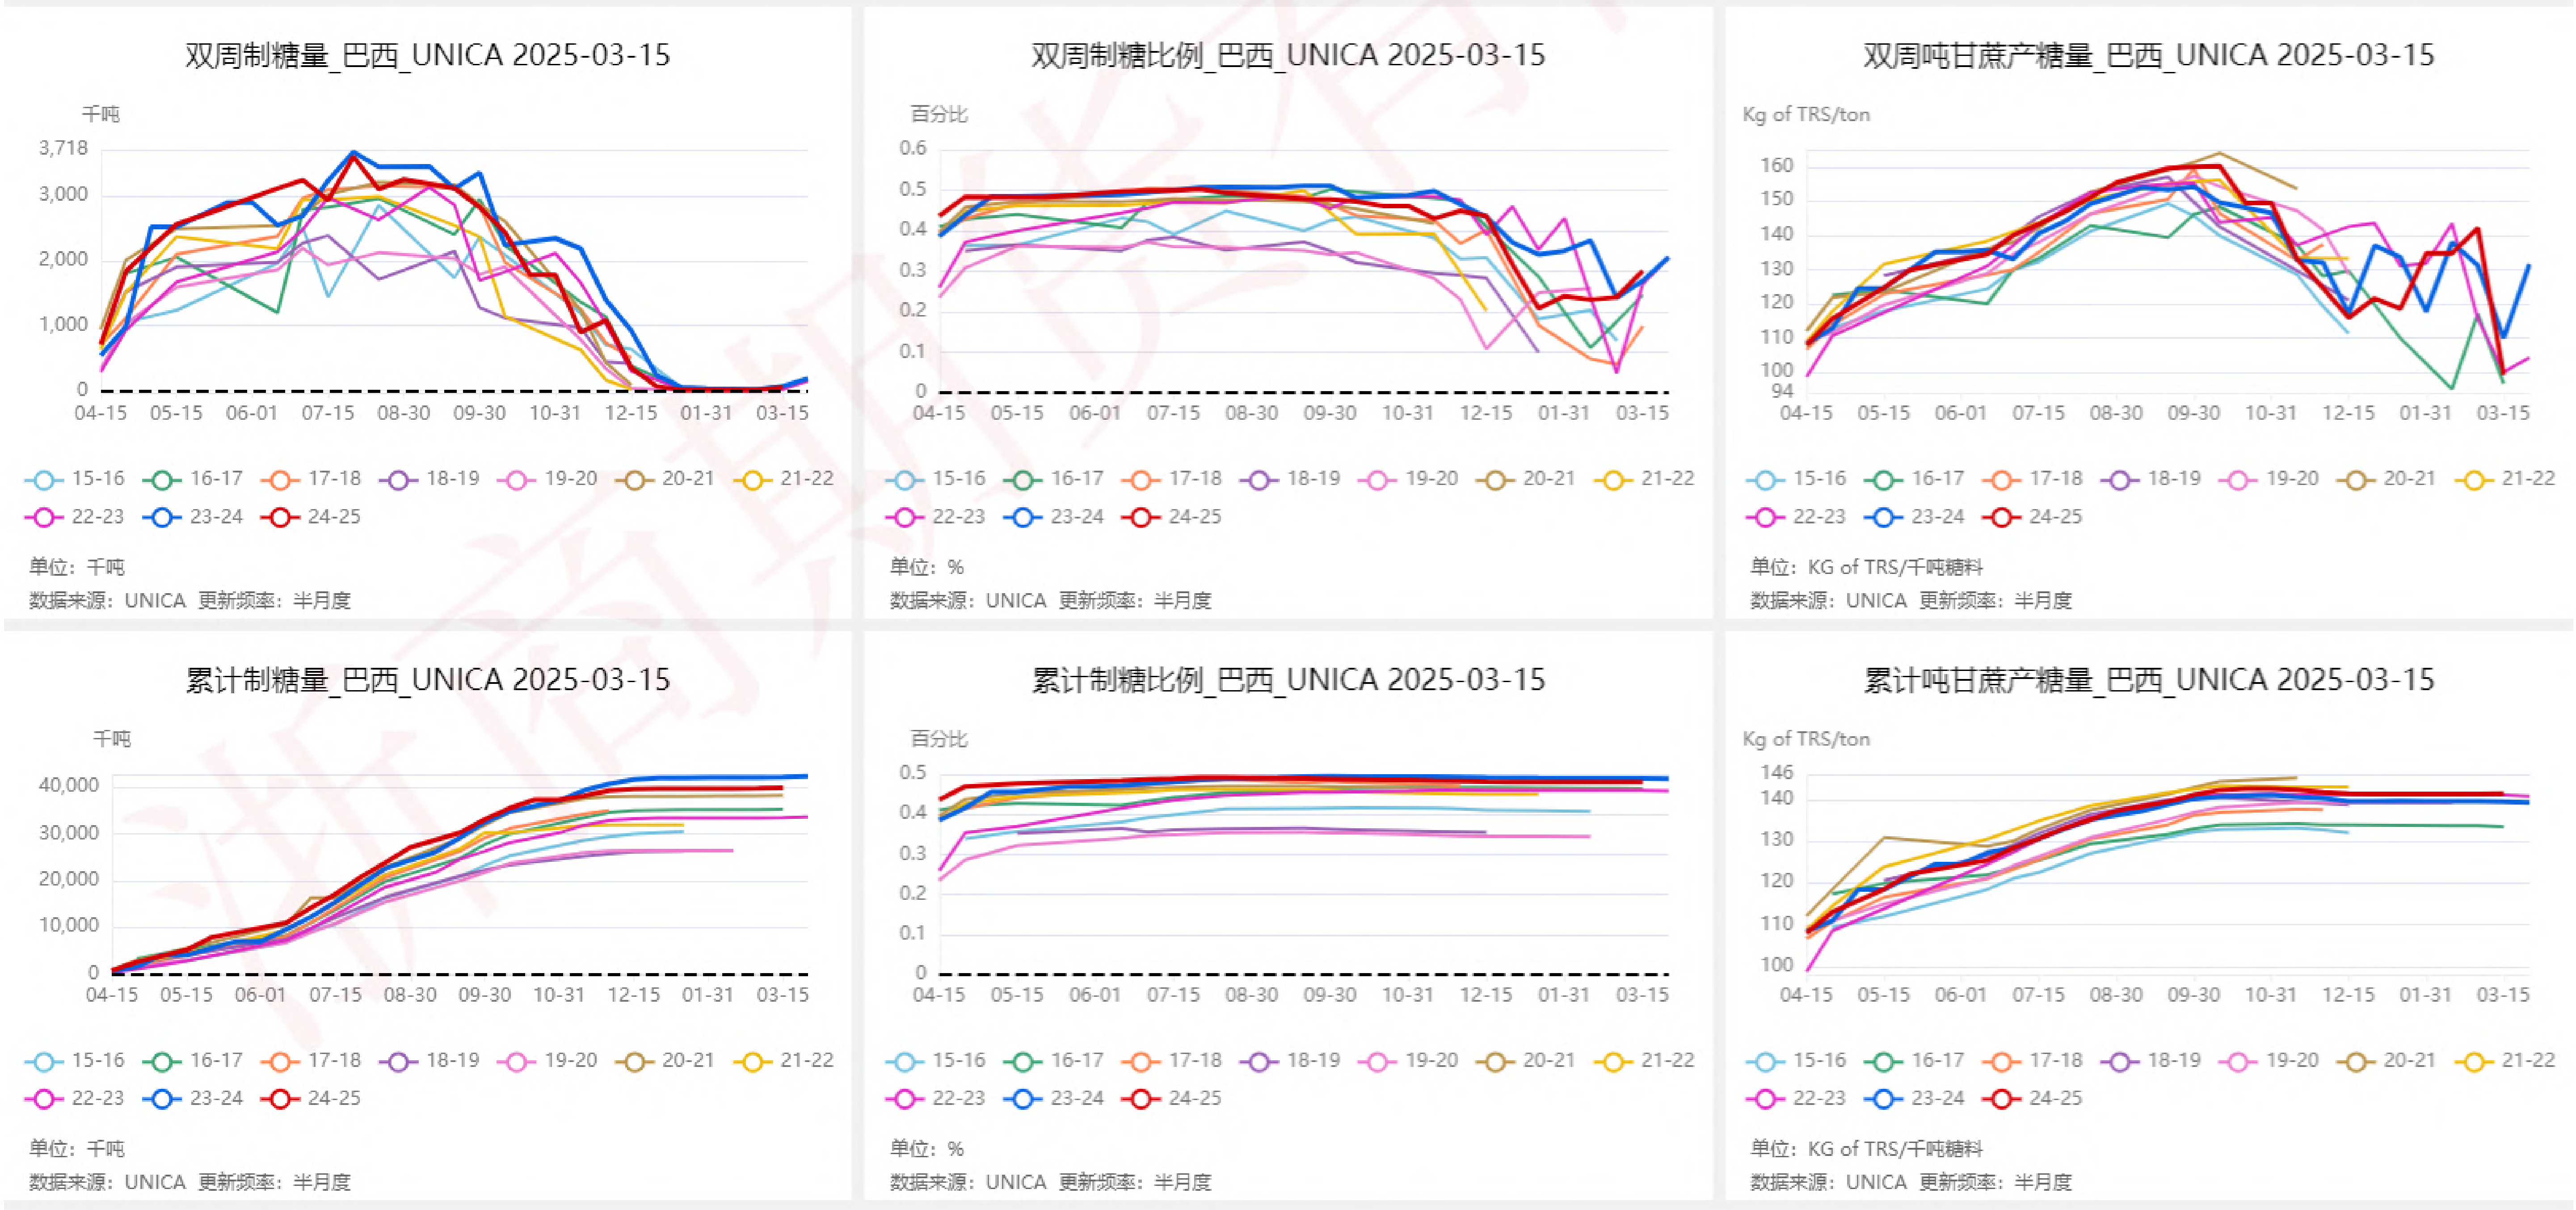 双周制糖量_巴西_UNICA 2025-03-15
千吨
3,718
3,000
2,000
1,000
0
04-15 05-15 06-01 07-15 08-30 09-30 10-31 12-15 01-31 03-15
15-16 16-17 17-18 18-19 19-20 20-21 21-22
22-23 23-24 24-25
单位：千吨
数据来源：UNICA 更新频率：半月度
双周制糖比例_巴西_UNICA 2025-03-15
百分比
0.6
0.5
0.4
0.3
0.2
0.1
0
04-15 05-15 06-01 07-15 08-30 09-30 10-31 12-15 01-31 03-15
15-16 16-17 17-18 18-19 19-20 20-21 21-22
22-23 23-24 24-25
单位：%
数据来源：UNICA 更新频率：半月度
双周吨甘蔗产糖量_巴西_UNICA 2025-03-15
Kg of TRS/ton
160
150
140
130
120
110
100
94
04-15 05-15 06-01 07-15 08-30 09-30 10-31 12-15 01-31 03-15
15-16 16-17 17-18 18-19 19-20 20-21 21-22
22-23 23-24 24-25
单位：KG of TRS/千吨糖料
数据来源：UNICA 更新频率：半月度
累计制糖量_巴西_UNICA 2025-03-15
千吨
40,000
30,000
20,000
10,000
0
04-15 05-15 06-01 07-15 08-30 09-30 10-31 12-15 01-31 03-15
15-16 16-17 17-18 18-19 19-20 20-21 21-22
22-23 23-24 24-25
单位：千吨
数据来源：UNICA 更新频率：半月度
累计制糖比例_巴西_UNICA 2025-03-15
百分比
0.5
0.4
0.3
0.2
0.1
0
04-15 05-15 06-01 07-15 08-30 09-30 10-31 12-15 01-31 03-15
15-16 16-17 17-18 18-19 19-20 20-21 21-22
22-23 23-24 24-25
单位：%
数据来源：UNICA 更新频率：半月度
累计吨甘蔗产糖量_巴西_UNICA 2025-03-15
Kg of TRS/ton
146
140
130
120
110
100
04-15 05-15 06-01 07-15 08-30 09-30 10-31 12-15 01-31 03-15
15-16 16-17 17-18 18-19 19-20 20-21 21-22
22-23 23-24 24-25
单位：KG of TRS/千吨糖料
数据来源：UNICA 更新频率：半月度
浙商期货有